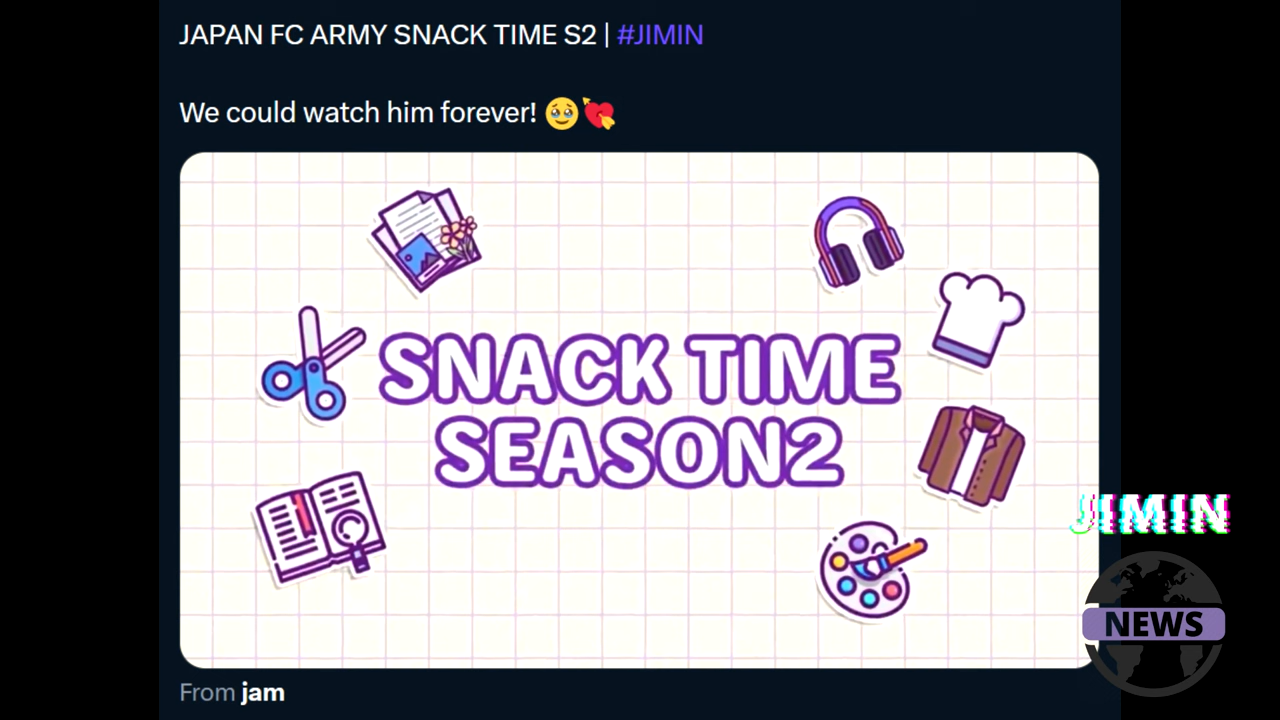 JAPAN FC ARMY SNACK TIME S2 | #JIMIN
We could watch him forever! 🥹💘
SNACK TIME
SEASON2
JIMIN
NEWS
From jam